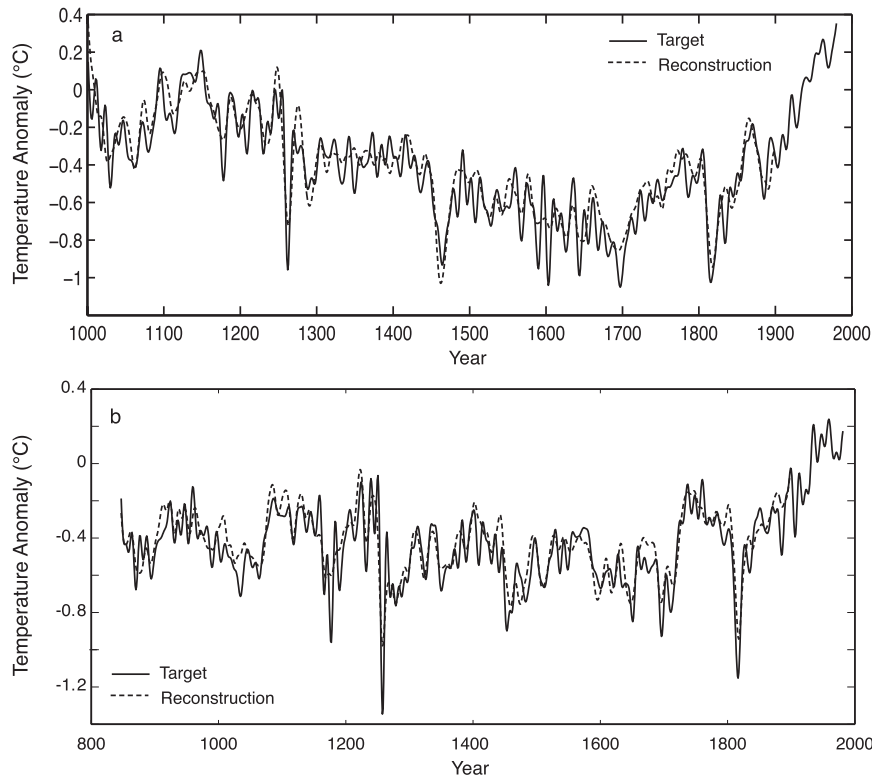 0.4
0.2
0
−0.2
−0.4
−0.6
−0.8
−1
Temperature Anomaly (°C)
a
Target
Reconstruction
1000 1100 1200 1300 1400 1500 1600 1700 1800 1900 2000
Year
0.4
0
-0.4
-0.8
-1.2
Temperature Anomaly (°C)
b
Target
Reconstruction
800 1000 1200 1400 1600 1800 2000
Year